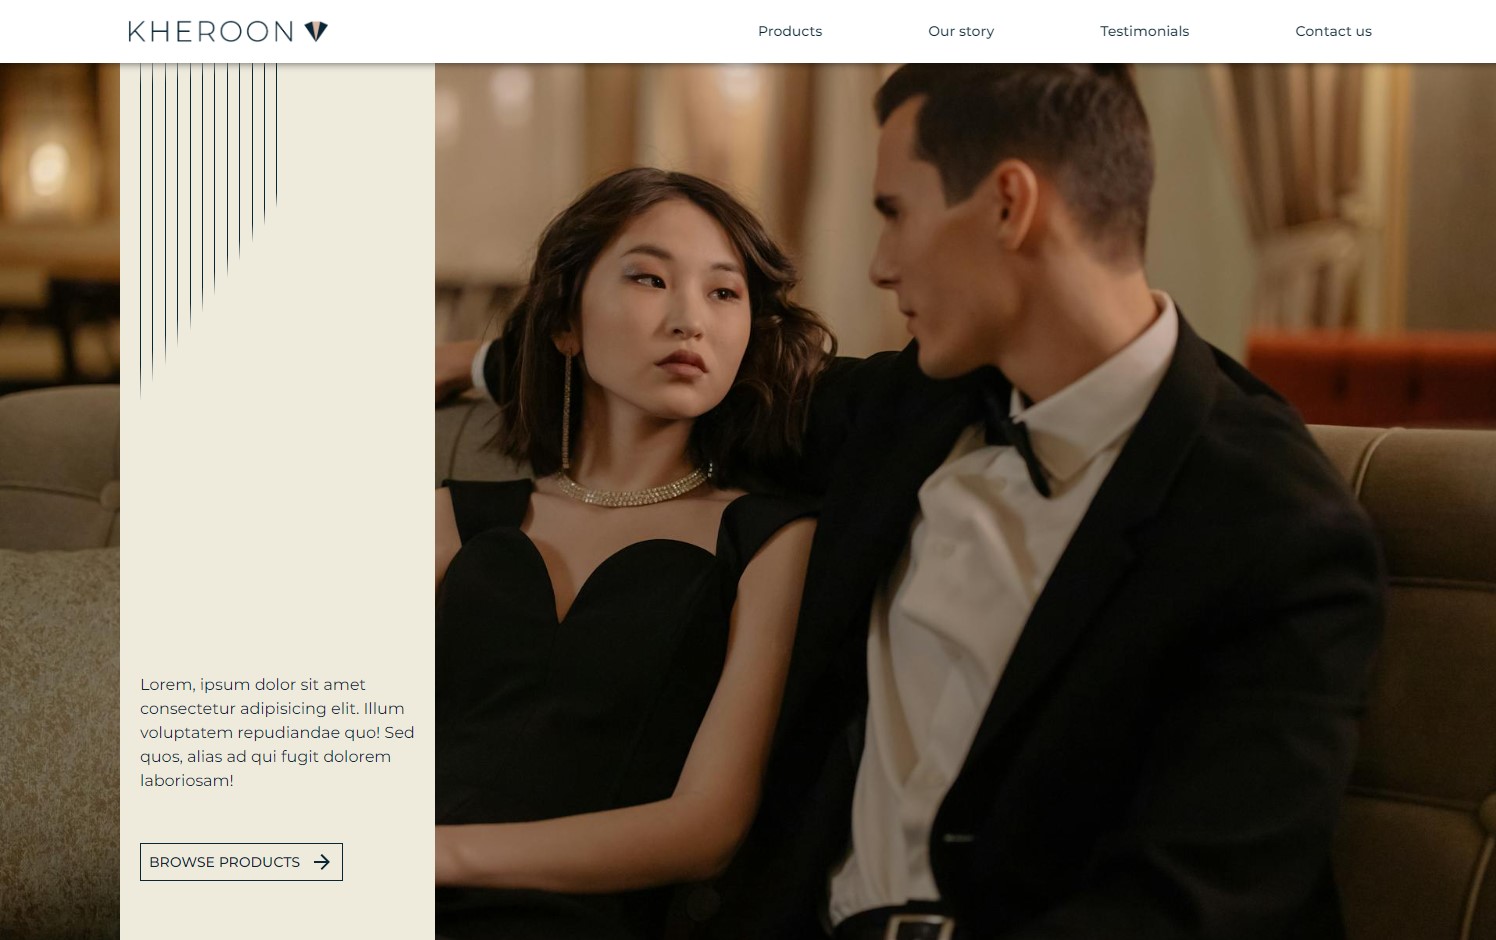 KHEROON
Products
Our story
Testimonials
Contact us
Lorem, ipsum dolor sit amet
consectetur adipisicing elit. Illum
voluptatem repudiandae quo! Sed
quos, alias ad qui fugit dolorem
laboriosam!
BROWSE PRODUCTS